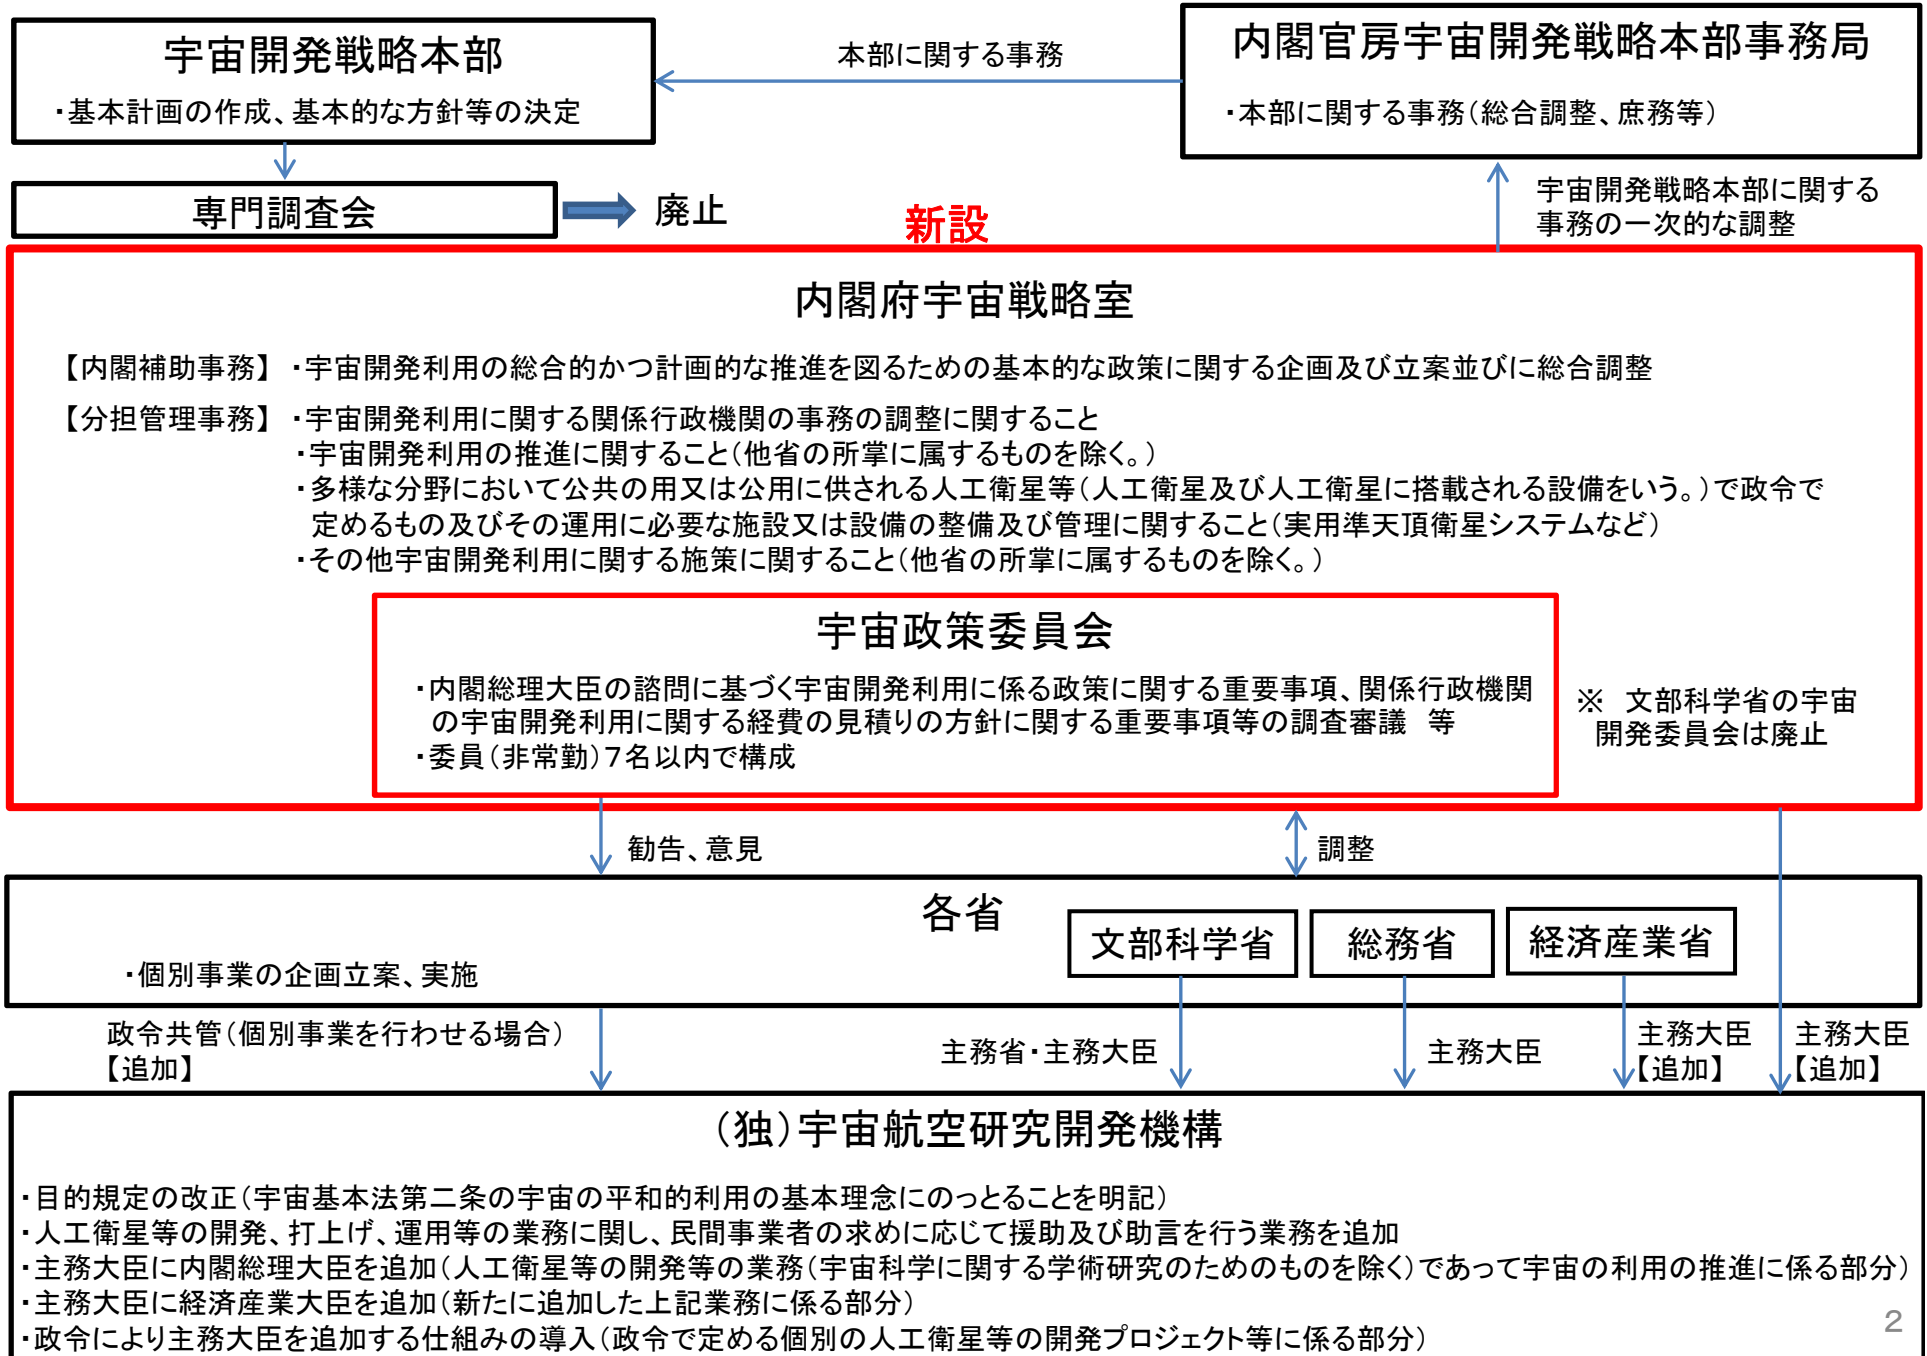 宇宙開発戦略本部
・基本計画の作成、基本的な方針等の決定
本部に関する事務
内閣官房宇宙開発戦略本部事務局
・本部に関する事務（総合調整、庶務等）
専門調査会
廃止
新設
宇宙開発戦略本部に関する
事務の一次的な調整
内閣府宇宙戦略室
【内閣補助事務】 ・宇宙開発利用の総合的かつ計画的な推進を図るための基本的な政策に関する企画及び立案並びに総合調整
【分担管理事務】 ・宇宙開発利用に関する関係行政機関の事務の調整に関すること
・宇宙開発利用の推進に関すること（他省の所掌に属するものを除く。）
・多様な分野において公共の用又は公用に供される人工衛星等（人工衛星及び人工衛星に搭載される設備をいう。）で政令で
定めるもの及びその運用に必要な施設又は設備の整備及び管理に関すること（実用準天頂衛星システムなど）
・その他宇宙開発利用に関する施策に関すること（他省の所掌に属するものを除く。）
宇宙政策委員会
・内閣総理大臣の諮問に基づく宇宙開発利用に係る政策に関する重要事項、関係行政機関
の宇宙開発利用に関する経費の見積りの方針に関する重要事項等の調査審議　等
・委員（非常勤）７名以内で構成
※　文部科学省の宇宙
開発委員会は廃止
勧告、意見
調整
各省
・個別事業の企画立案、実施
文部科学省
総務省
経済産業省
政令共管（個別事業を行わせる場合）
【追加】
主務省・主務大臣
主務大臣
主務大臣
【追加】
主務大臣
【追加】
（独）宇宙航空研究開発機構
・目的規定の改正（宇宙基本法第二条の宇宙の平和的利用の基本理念にのっとることを明記）
・人工衛星等の開発、打上げ、運用等の業務に関し、民間事業者の求めに応じて援助及び助言を行う業務を追加
・主務大臣に内閣総理大臣を追加（人工衛星等の開発等の業務（宇宙科学に関する学術研究のためのものを除く）であって宇宙の利用の推進に係る部分）
・主務大臣に経済産業大臣を追加（新たに追加した上記業務に係る部分）
・政令により主務大臣を追加する仕組みの導入（政令で定める個別の人工衛星等の開発プロジェクト等に係る部分）
2